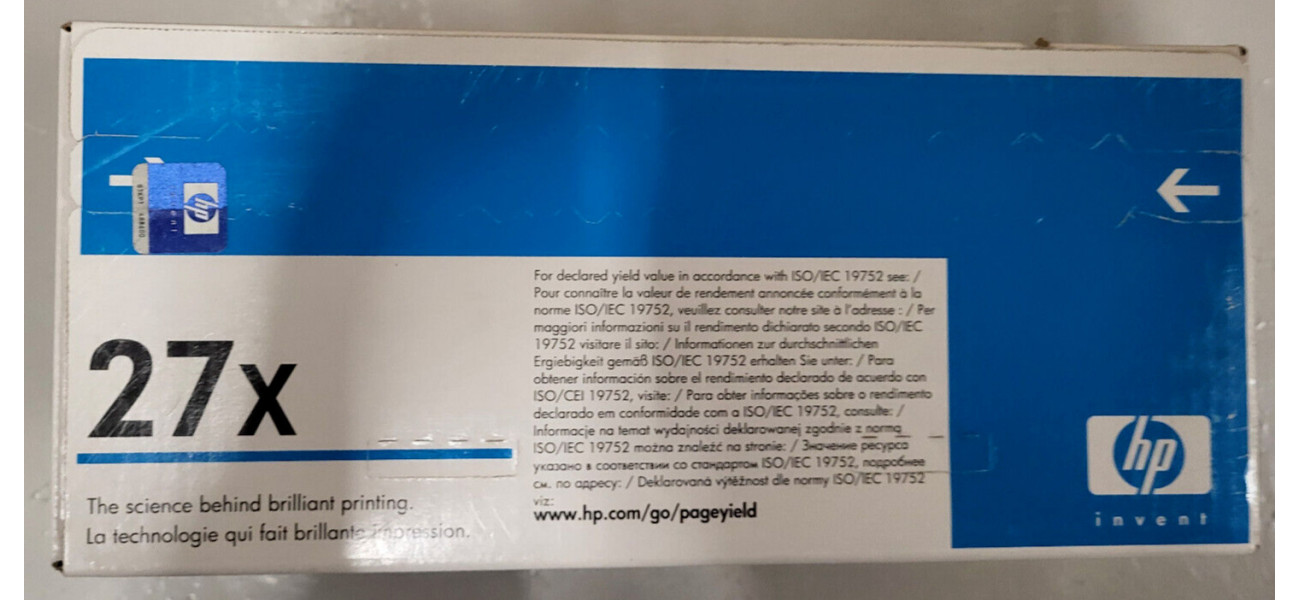 hp
27x
The science behind brilliant printing.
La technologie qui fait brillante impression.
For declared yield value in accordance with ISO/IEC 19752 see: /
Pour connaître la valeur de rendement annoncée conformément à la
norme ISO/IEC 19752, veuillez consulter notre site à l'adresse : / Per
maggiori informazioni su il rendimento dichiarato secondo ISO/IEC
19752 visitare il sito: / Informationen zur durchschnittlichen
Ergiebigkeit gemäß ISO/IEC 19752 erhalten Sie unter: / Para
obtener información sobre el rendimiento declarado de acuerdo con
ISO/CEI 19752, visite: / Para obter informações sobre o rendimento
declarado em conformidade com a ISO/IEC 19752, consulte: /
Informacje na temat wydajności deklarowanej zgodnie z normą
ISO/IEC 19752 można znaleźć na stronie: / Значение ресурса
указано в соответствии со стандартом ISO/IEC 19752, подробнее
см. по адресу: / Deklarovaná výtěžnost dle normy ISO/IEC 19752
viz:
www.hp.com/go/pageyield
hp
invent